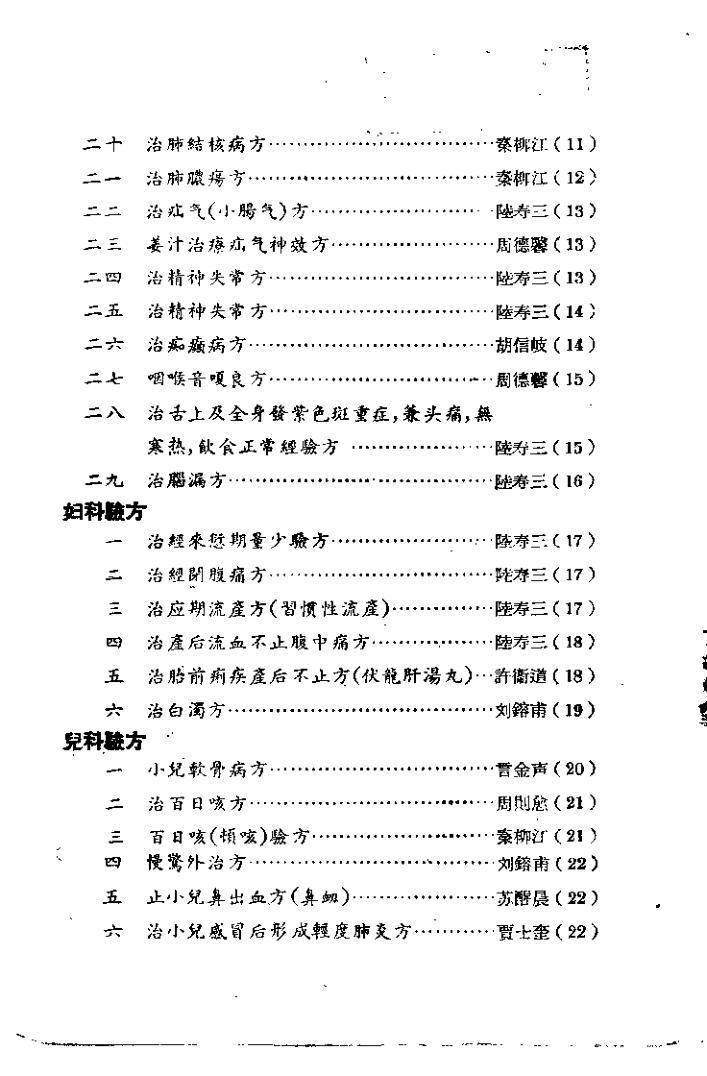 二十 治肺結核病方……………………………秦柳江(11)
二一 治肺膿瘍方……………………………秦柳江(12)
二二 治疝气(小腸气)方……………………陸寿三(13)
二三 姜汁治療疝气神效方…………………周德馨(13)
二四 治精神失常方…………………………陸寿三(13)
二五 治精神失常方…………………………陸寿三(14)
二六 治痴癲病方……………………………胡信岐(14)
二七 咽喉音嗄良方…………………………周德馨(15)
二八 治舌上及全身發紫色斑重症,兼头痛,無
寒熱,飲食正常經驗方 ………………陸寿三(15)
二九 治腦漏方………………………………陸寿三(16)
妇科驗方
一 治經來愆期量少驗方…………………陸寿三(17)
二 治經閉腹痛方…………………………陸寿三(17)
三 治应期流產方(習慣性流產)…………陸寿三(17)
四 治產后流血不止腹中痛方……………陸寿三(18)
五 治胎前痢疾產后不止方(伏龍肝湯丸)…許衞道(18)
六 治白濁方………………………………刘鎔甫(19)
兒科驗方
一 小兒軟骨病方…………………………金声(20)
二 治百日咳方……………………………周則愈(21)
三 百日咳(頓咳)驗方……………………秦柳江(21)
四 慢驚外治方……………………………刘鎔甫(22)
五 止小兒鼻出血方(鼻衄)………………苏醒晨(22)
六 治小兒感冒后形成輕度肺炎方………賈士奎(22)